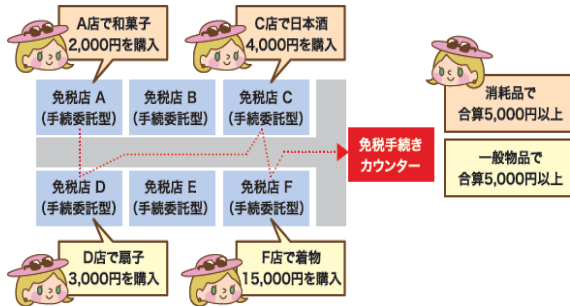 A店で和菓子
2,000円を購入
C店で日本酒
4,000円を購入
免税店 A
(手続委託型)
免税店 B
(手続委託型)
免税店 C
(手続委託型)
消耗品で
合算5,000円以上
免税手続き
カウンター
一般物品で
合算5,000円以上
免税店 D
(手続委託型)
免税店 E
(手続委託型)
免税店 F
(手続委託型)
D店で扇子
3,000円を購入
F店で着物
15,000円を購入